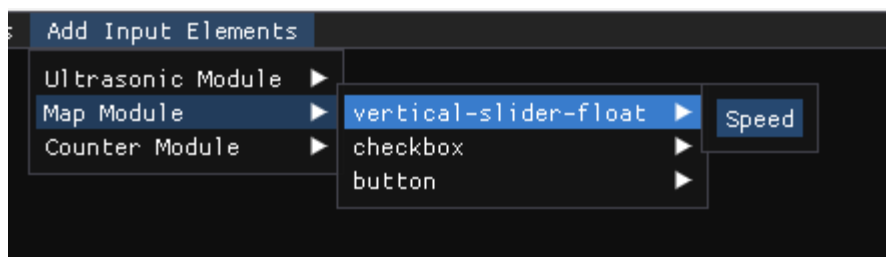 Add Input Elements
Ultrasonic Module
Map Module
Counter Module
vertical-slider-float
checkbox
button
Speed